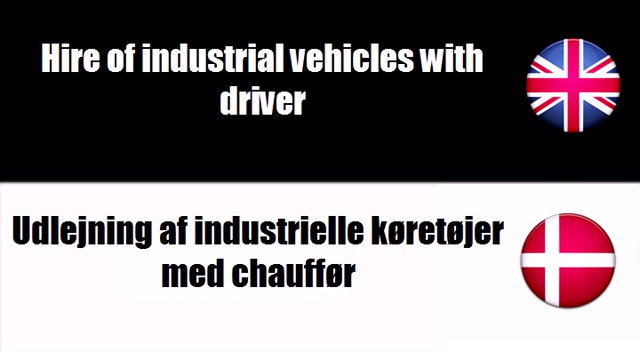 Hire of industrial vehicles with
driver
Udlejning af industrielle køretøjer
med chauffør